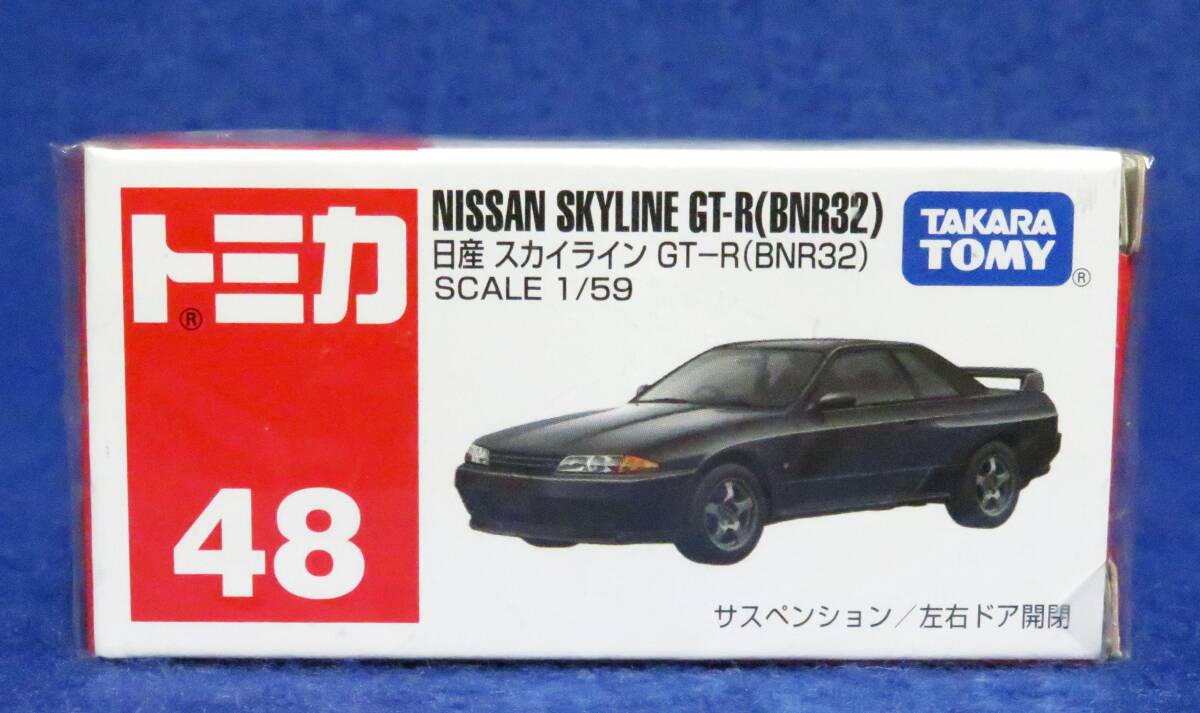 トミカ
®
48
NISSAN SKYLINE GT-R(BNR32)
日産 スカイライン GT-R(BNR32)
SCALE 1/59
TAKARA
TOMY
®
サスペンション/左右ドア開閉